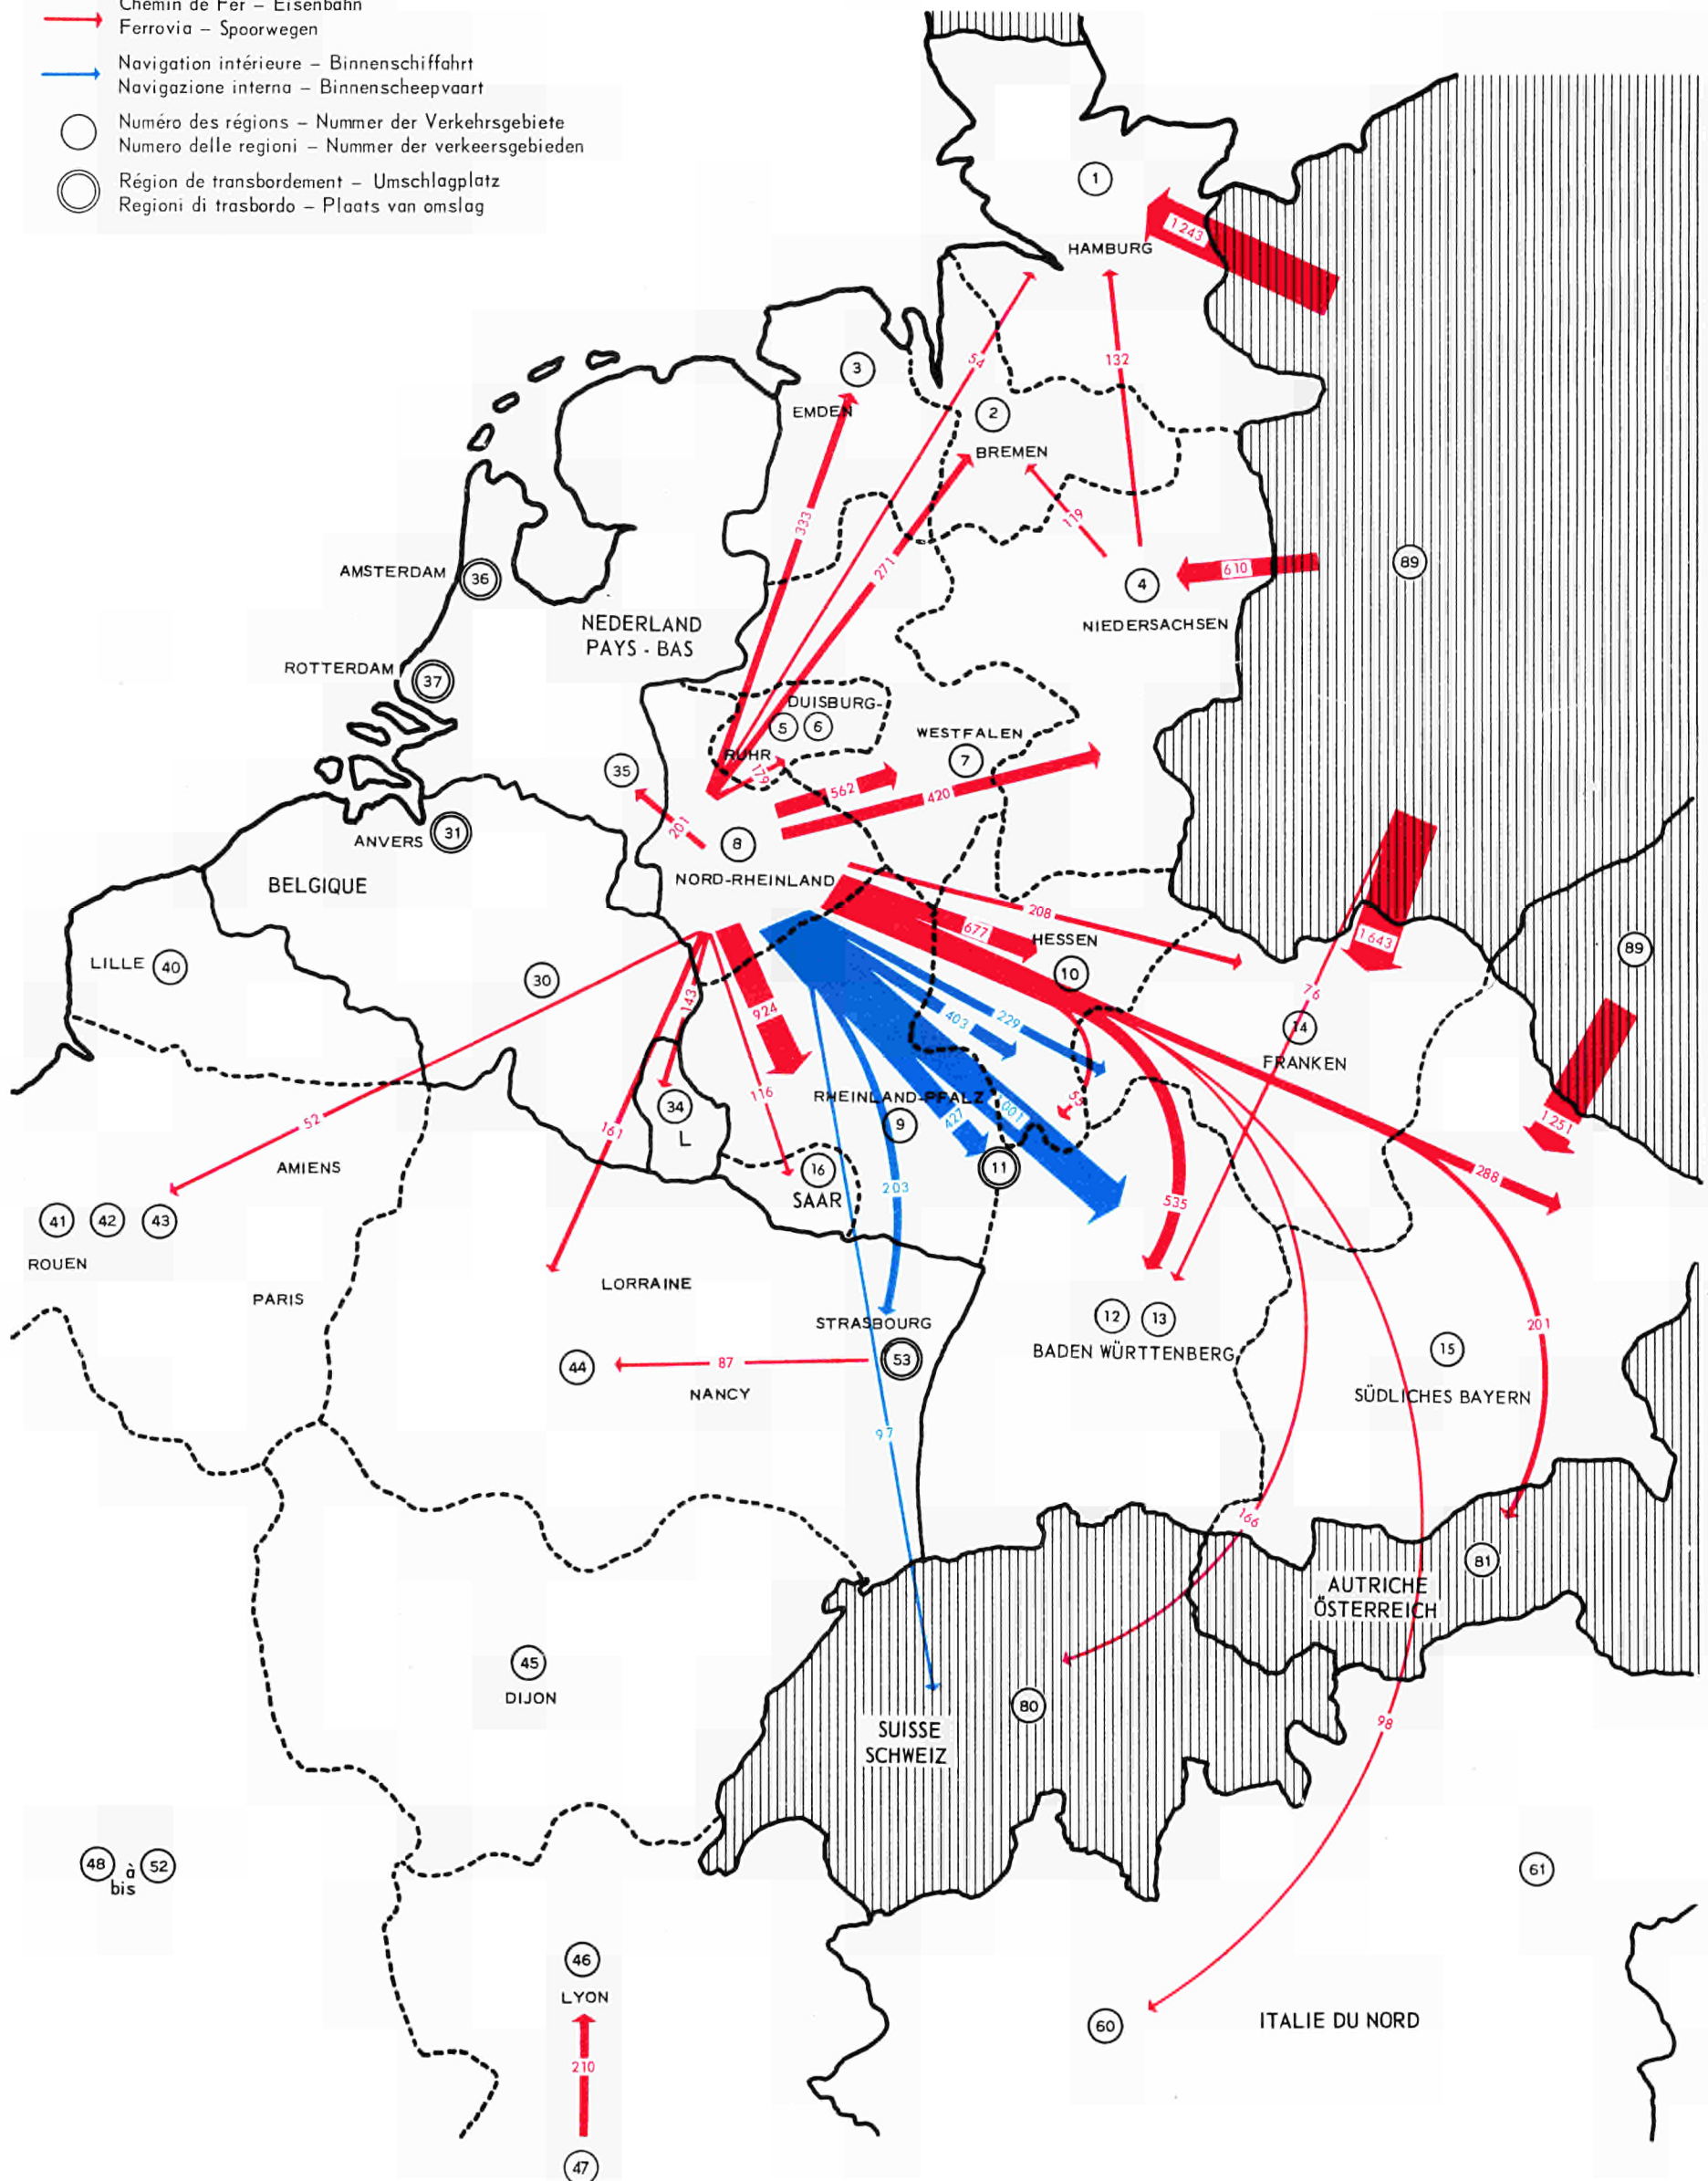 Chemin de Fer – Eisenbahn
Ferrovia – Spoorwegen
Navigation intérieure – Binnenschiffahrt
Navigazione interna – Binnenscheepvaart
Numéro des régions – Nummer der Verkehrsgebiete
Numero delle regioni – Nummer der verkeersgebieden
Région de transbordement – Umschlagplatz
Regioni di trasbordo – Plaats van omslag
1
1243
HAMBURG
54
132
3
EMDEN
2
BREMEN
333
119
271
610
89
AMSTERDAM
36
4
NEDERLAND
PAYS - BAS
NIEDERSACHSEN
ROTTERDAM
37
DUISBURG-
5
6
RUHR
WESTFALEN
7
35
179
562
420
201
ANVERS
31
8
BELGIQUE
NORD-RHEINLAND
208
677
HESSEN
1643
89
LILLE
40
30
10
143
924
403
229
76
14
FRANKEN
116
RHEINLAND-PFALZ
34
L
9
427
1001
53
1251
52
161
AMIENS
16
SAAR
11
203
535
288
41
42
43
ROUEN
LORRAINE
PARIS
STRASBOURG
12
13
BADEN WÜRTTENBERG
201
15
44
87
53
NANCY
SÜDLICHES BAYERN
97
166
81
AUTRICHE
ÖSTERREICH
45
DIJON
80
SUISSE
SCHWEIZ
98
48 à 52
bis
61
46
LYON
60
ITALIE DU NORD
210
47